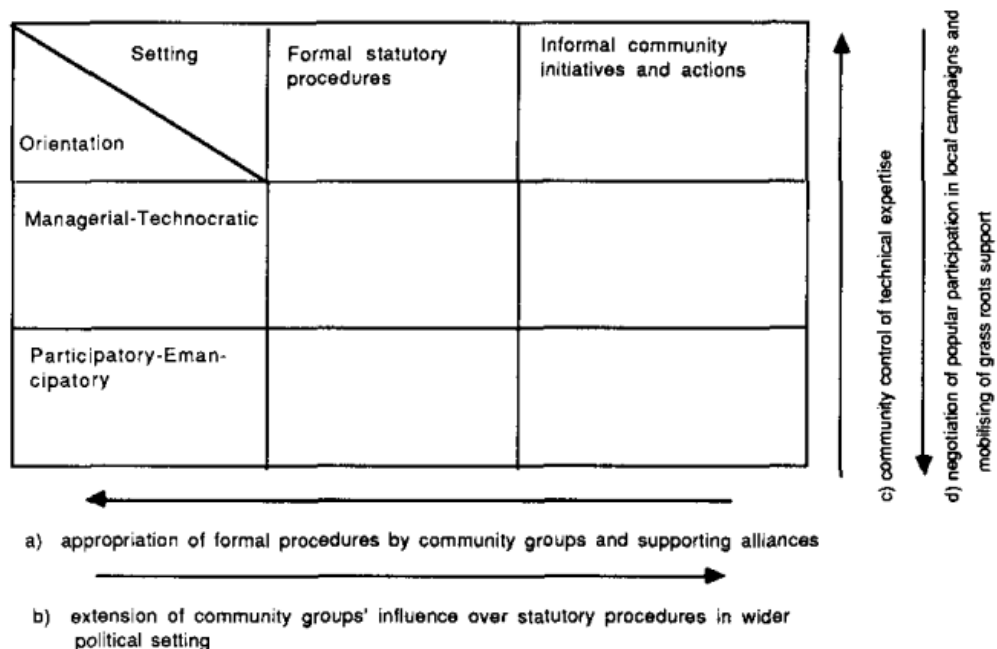 Setting
Orientation
Formal statutory
procedures
Informal community
initiatives and actions
Managerial-Technocratic
Participatory-Eman-
cipatory
a) appropriation of formal procedures by community groups and supporting alliances
b) extension of community groups' influence over statutory procedures in wider
political setting
c) community control of technical expertise
d) negotiation of popular participation in local campaigns and
mobilising of grass roots support